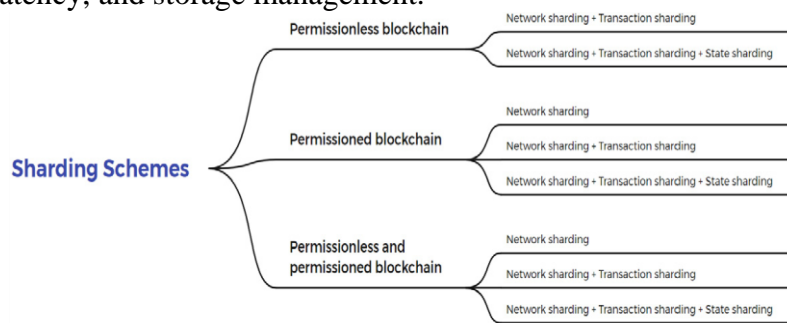 and storage management.
Permissionless blockchain
Network sharding + Transaction sharding
Network sharding + Transaction sharding + State sharding
Sharding Schemes
Permissioned blockchain
Network sharding
Network sharding + Transaction sharding
Network sharding + Transaction sharding + State sharding
Permissionless and
permissioned blockchain
Network sharding
Network sharding + Transaction sharding
Network sharding + Transaction sharding + State sharding